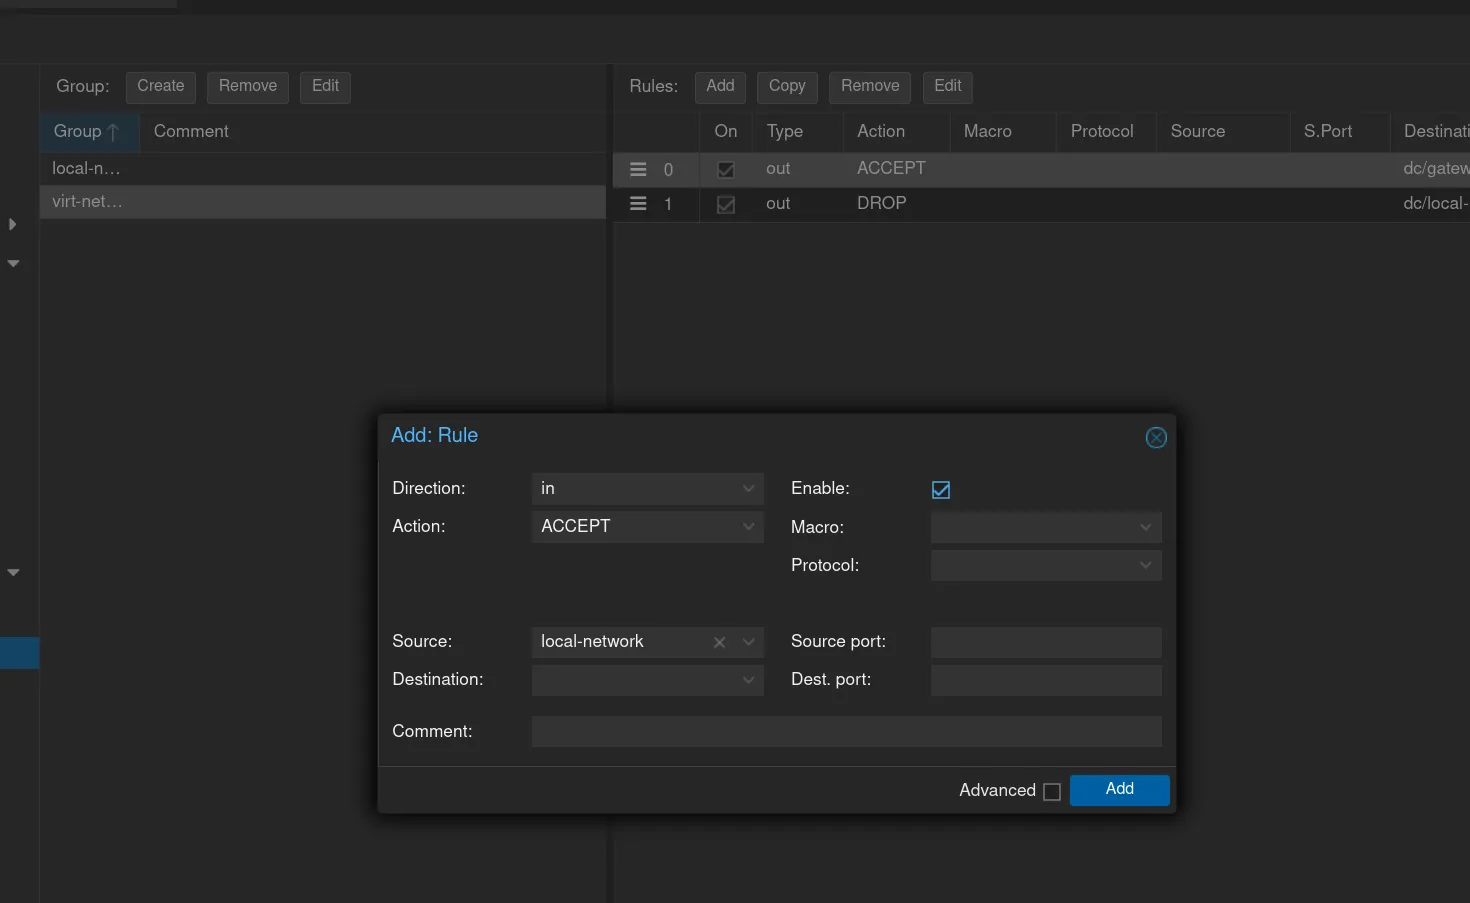 Group: Create Remove Edit
Rules: Add Copy Remove Edit
Group Comment
On Type Action Macro Protocol Source S.Port Destinati
local-n...
virt-net...
0 out ACCEPT dc/gatew
1 out DROP dc/local-
Add: Rule
Direction: in
Enable:
Action: ACCEPT
Macro:
Protocol:
Source: local-network
Source port:
Destination:
Dest. port:
Comment:
Advanced Add